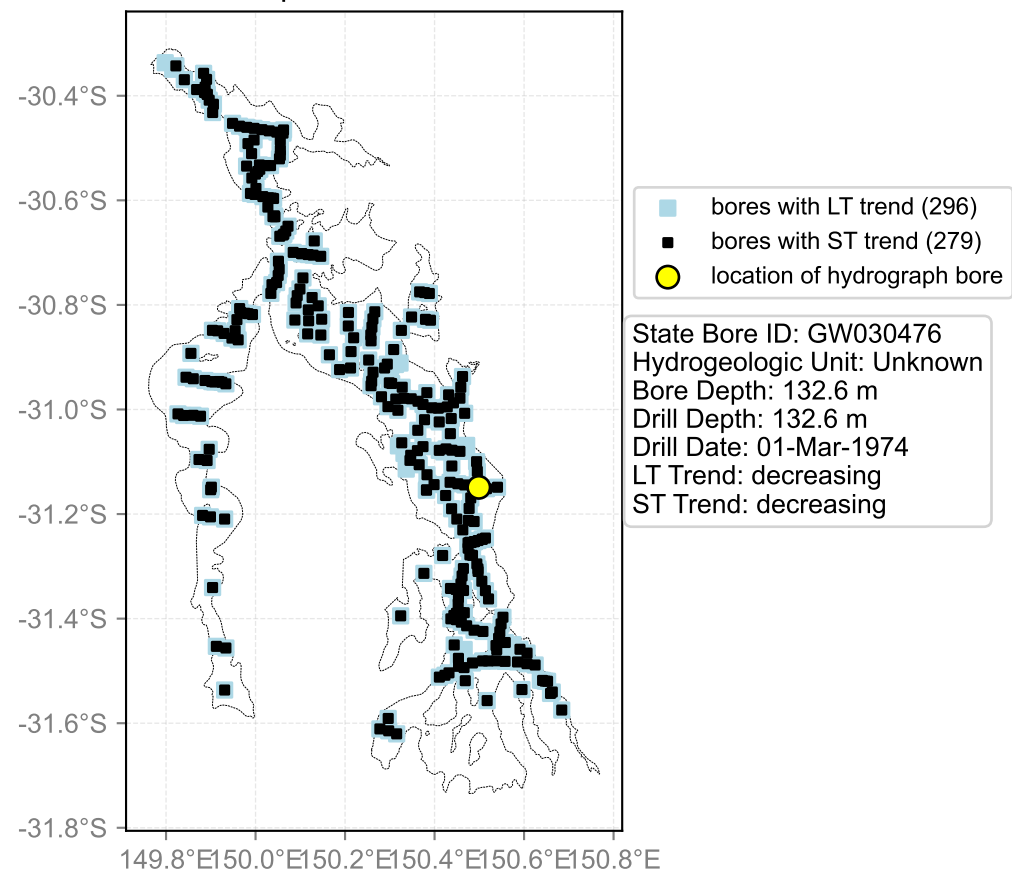 -30.4°S
-30.6°S
-30.8°S
-31.0°S
-31.2°S
-31.4°S
-31.6°S
-31.8°S
149.8°E150.0°E150.2°E150.4°E150.6°E150.8°E
bores with LT trend (296)
bores with ST trend (279)
location of hydrograph bore
State Bore ID: GW030476
Hydrogeologic Unit: Unknown
Bore Depth: 132.6 m
Drill Depth: 132.6 m
Drill Date: 01-Mar-1974
LT Trend: decreasing
ST Trend: decreasing